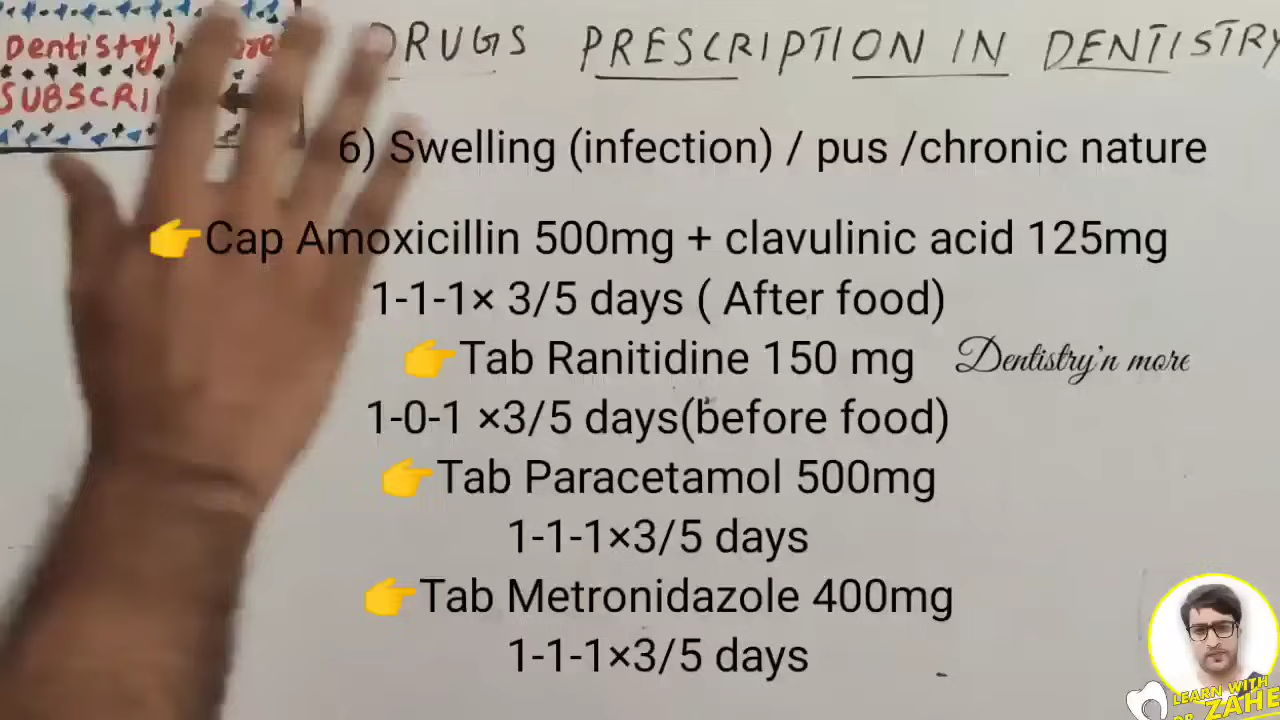 Dentistry'n
DRUGS PRESCRIPTION IN DENTISTRY
6) Swelling (infection) / pus /chronic nature
👉Cap Amoxicillin 500mg + clavulinic acid 125mg
1-1-1× 3/5 days ( After food)
👉Tab Ranitidine 150 mg Dentistry'n more
1-0-1 ×3/5 days(before food)
👉Tab Paracetamol 500mg
1-1-1×3/5 days
👉Tab Metronidazole 400mg
1-1-1×3/5 days
LEARN WITH